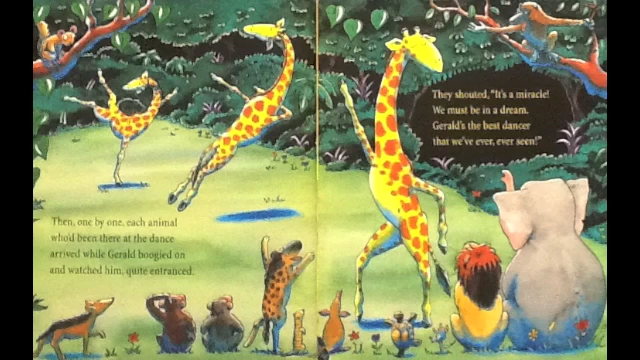 Then, one by one, each animal
who'd been there at the dance
arrived while Gerald boogied on
and watched him, quite entranced.
They shouted, "It's a miracle!
We must be in a dream.
Gerald's the best dancer
that we've ever, ever seen!"